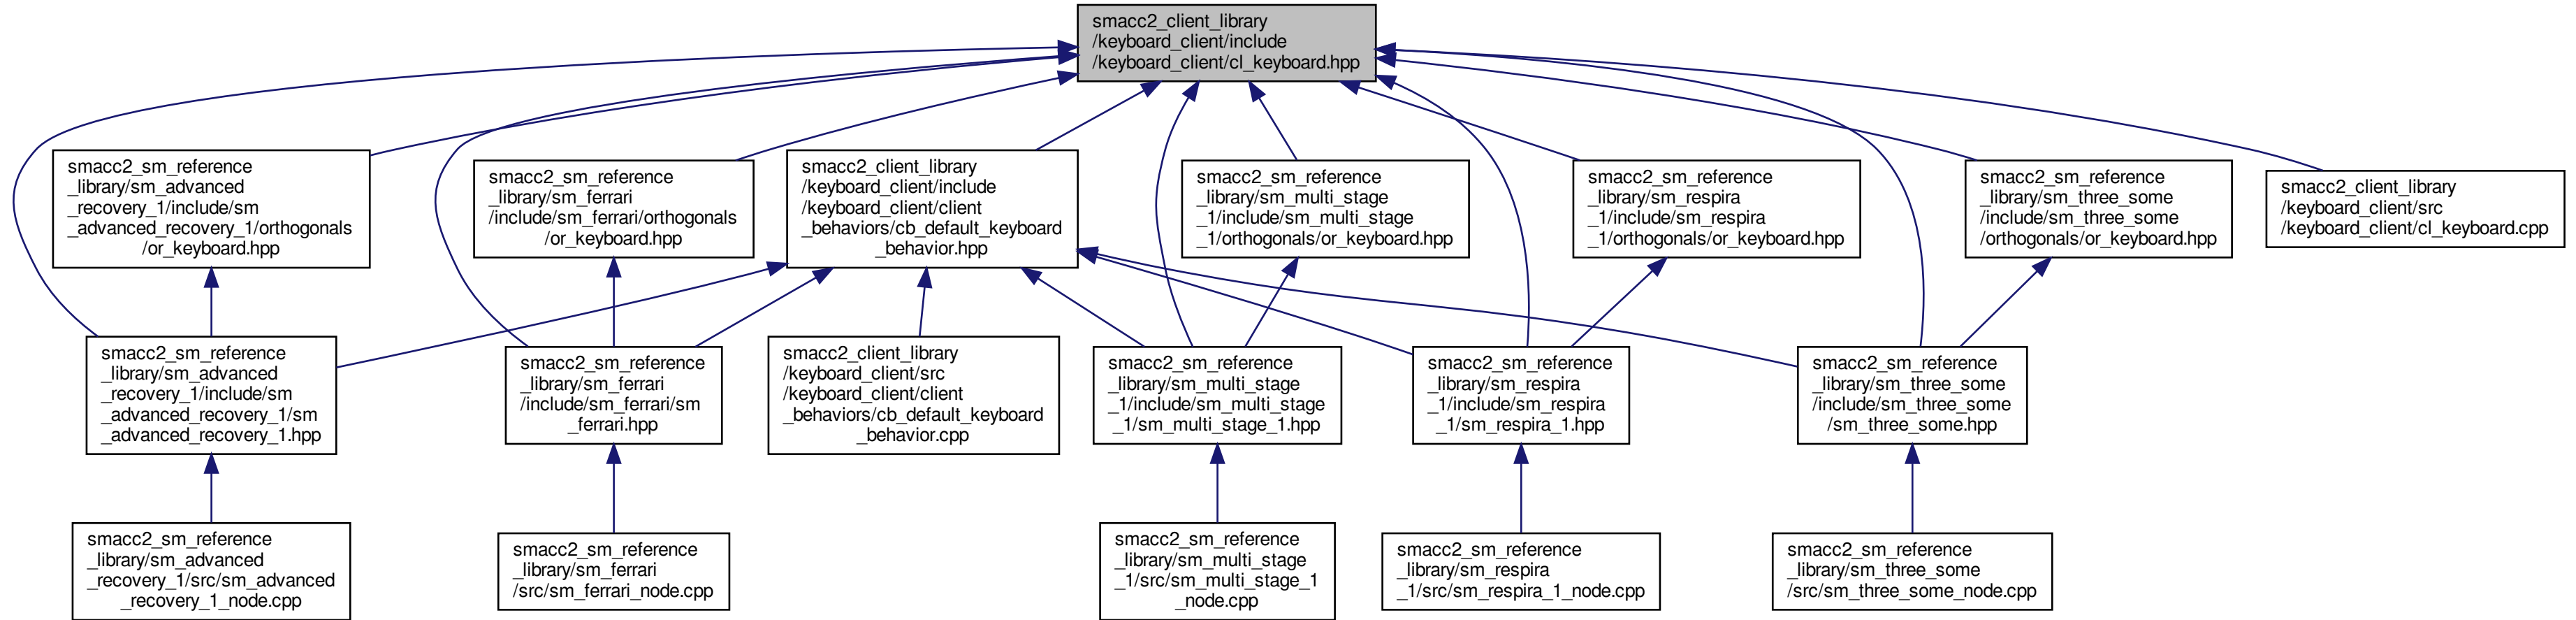 smacc2_client_library
/keyboard_client/include
/keyboard_client/cl_keyboard.hpp
smacc2_sm_reference
_library/sm_advanced
_recovery_1/include/sm
_advanced_recovery_1/orthogonals
/or_keyboard.hpp
smacc2_sm_reference
_library/sm_ferrari
/include/sm_ferrari/orthogonals
/or_keyboard.hpp
smacc2_client_library
/keyboard_client/include
/keyboard_client/client
_behaviors/cb_default_keyboard
_behavior.hpp
smacc2_sm_reference
_library/sm_multi_stage
_1/include/sm_multi_stage
_1/orthogonals/or_keyboard.hpp
smacc2_sm_reference
_library/sm_respira
_1/include/sm_respira
_1/orthogonals/or_keyboard.hpp
smacc2_sm_reference
_library/sm_three_some
/include/sm_three_some
/orthogonals/or_keyboard.hpp
smacc2_client_library
/keyboard_client/src
/keyboard_client/cl_keyboard.cpp
smacc2_sm_reference
_library/sm_advanced
_recovery_1/include/sm
_advanced_recovery_1/sm
_advanced_recovery_1.hpp
smacc2_sm_reference
_library/sm_ferrari
/include/sm_ferrari/sm
_ferrari.hpp
smacc2_client_library
/keyboard_client/src
/keyboard_client/client
_behaviors/cb_default_keyboard
_behavior.cpp
smacc2_sm_reference
_library/sm_multi_stage
_1/include/sm_multi_stage
_1/sm_multi_stage_1.hpp
smacc2_sm_reference
_library/sm_respira
_1/include/sm_respira
_1/sm_respira_1.hpp
smacc2_sm_reference
_library/sm_three_some
/include/sm_three_some
/sm_three_some.hpp
smacc2_sm_reference
_library/sm_advanced
_recovery_1/src/sm_advanced
_recovery_1_node.cpp
smacc2_sm_reference
_library/sm_ferrari
/src/sm_ferrari_node.cpp
smacc2_sm_reference
_library/sm_multi_stage
_1/src/sm_multi_stage_1
_node.cpp
smacc2_sm_reference
_library/sm_respira
_1/src/sm_respira_1_node.cpp
smacc2_sm_reference
_library/sm_three_some
/src/sm_three_some_node.cpp